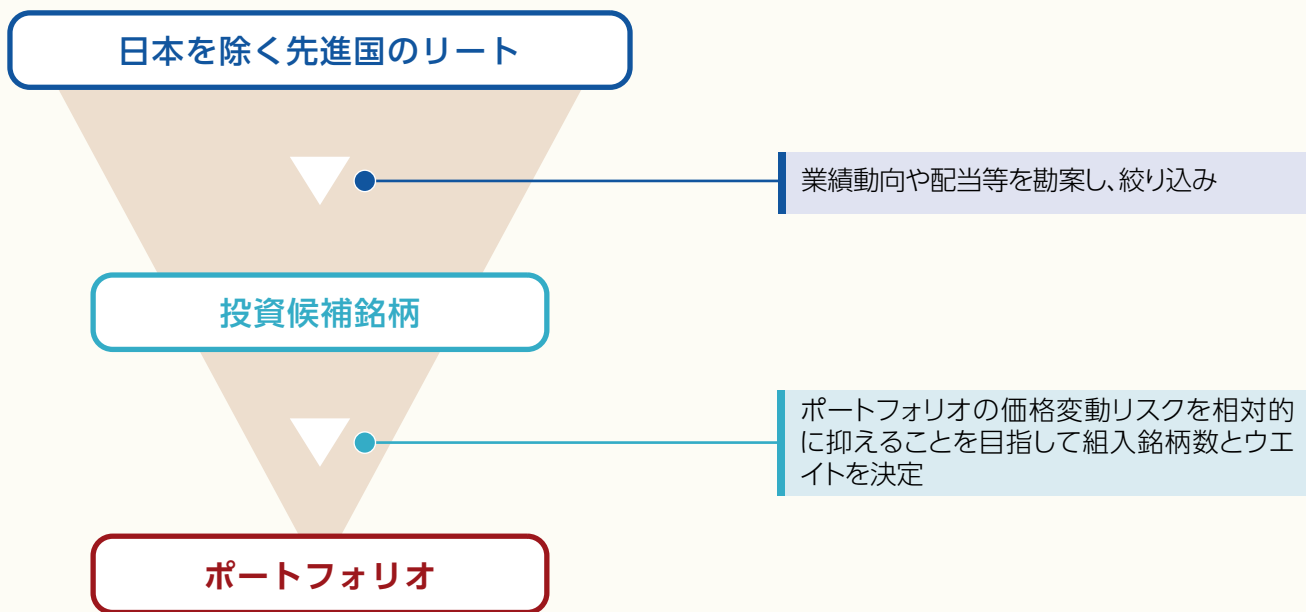 日本を除く先進国のリート
業績動向や配当等を勘案し、絞り込み
投資候補銘柄
ポートフォリオの価格変動リスクを相対的
に抑えることを目指して組入銘柄数とウエ
イトを決定
ポートフォリオ